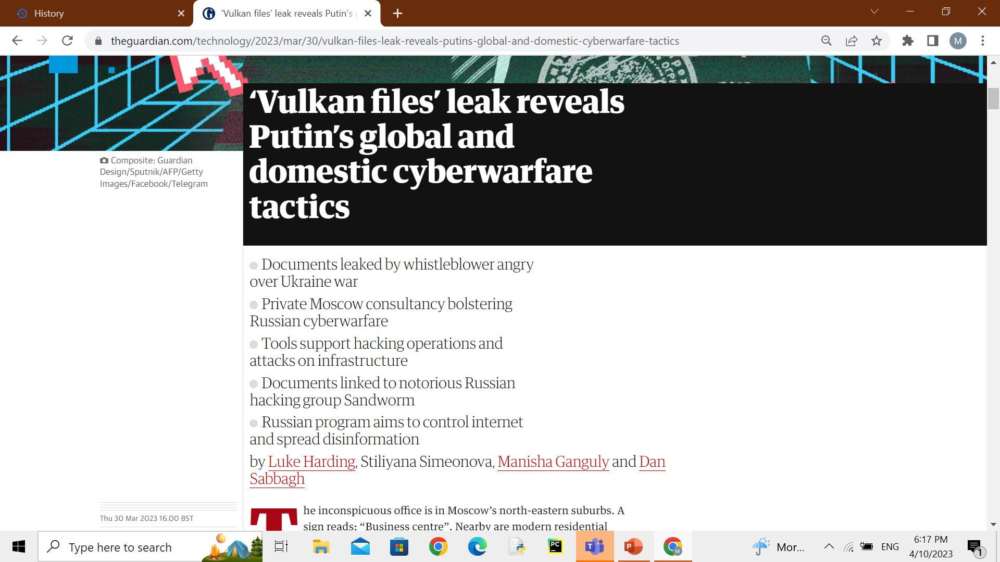 History
‘Vulkan files’ leak reveals Putin’s g
theguardian.com/technology/2023/mar/30/vulkan-files-leak-reveals-putins-global-and-domestic-cyberwarfare-tactics
M
‘Vulkan files’ leak reveals
Putin’s global and
domestic cyberwarfare
tactics
Composite: Guardian
Design/Sputnik/AFP/Getty
Images/Facebook/Telegram
Documents leaked by whistleblower angry
over Ukraine war
Private Moscow consultancy bolstering
Russian cyberwarfare
Tools support hacking operations and
attacks on infrastructure
Documents linked to notorious Russian
hacking group Sandworm
Russian program aims to control internet
and spread disinformation
by Luke Harding, Stiliyana Simeonova, Manisha Ganguly and Dan
Sabbagh
Thu 30 Mar 2023 16.00 BST
The inconspicuous office is in Moscow’s north-eastern suburbs. A
sign reads: “Business centre”. Nearby are modern residential
Type here to search
PC
T
P
M
Mor...
ENG
6:17 PM
4/10/2023
1